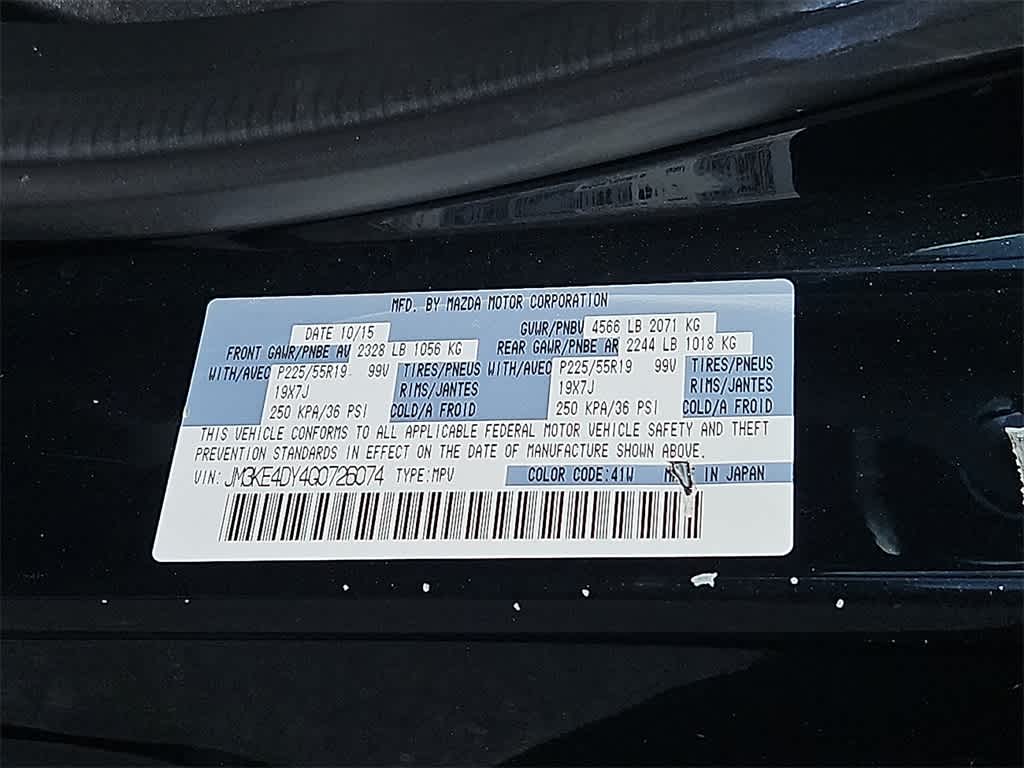 MFD. BY MAZDA MOTOR CORPORATION
DATE 10/15 GVWR/PNBV 4566 LB 2071 KG
FRONT GAWR/PNBE AV 2328 LB 1056 KG REAR GAWR/PNBE AR 2244 LB 1018 KG
WITH/AVEC P225/55R19 99V TIRES/PNEUS WITH/AVEC P225/55R19 99V TIRES/PNEUS
19X7J RIMS/JANTES 19X7J RIMS/JANTES
250 KPA/36 PSI COLD/A FROID 250 KPA/36 PSI COLD/A FROID
THIS VEHICLE CONFORMS TO ALL APPLICABLE FEDERAL MOTOR VEHICLE SAFETY AND THEFT
PREVENTION STANDARDS IN EFFECT ON THE DATE OF MANUFACTURE SHOWN ABOVE.
VIN: JM3KE4DY4G0726074 TYPE:MPV COLOR CODE:41W IN JAPAN